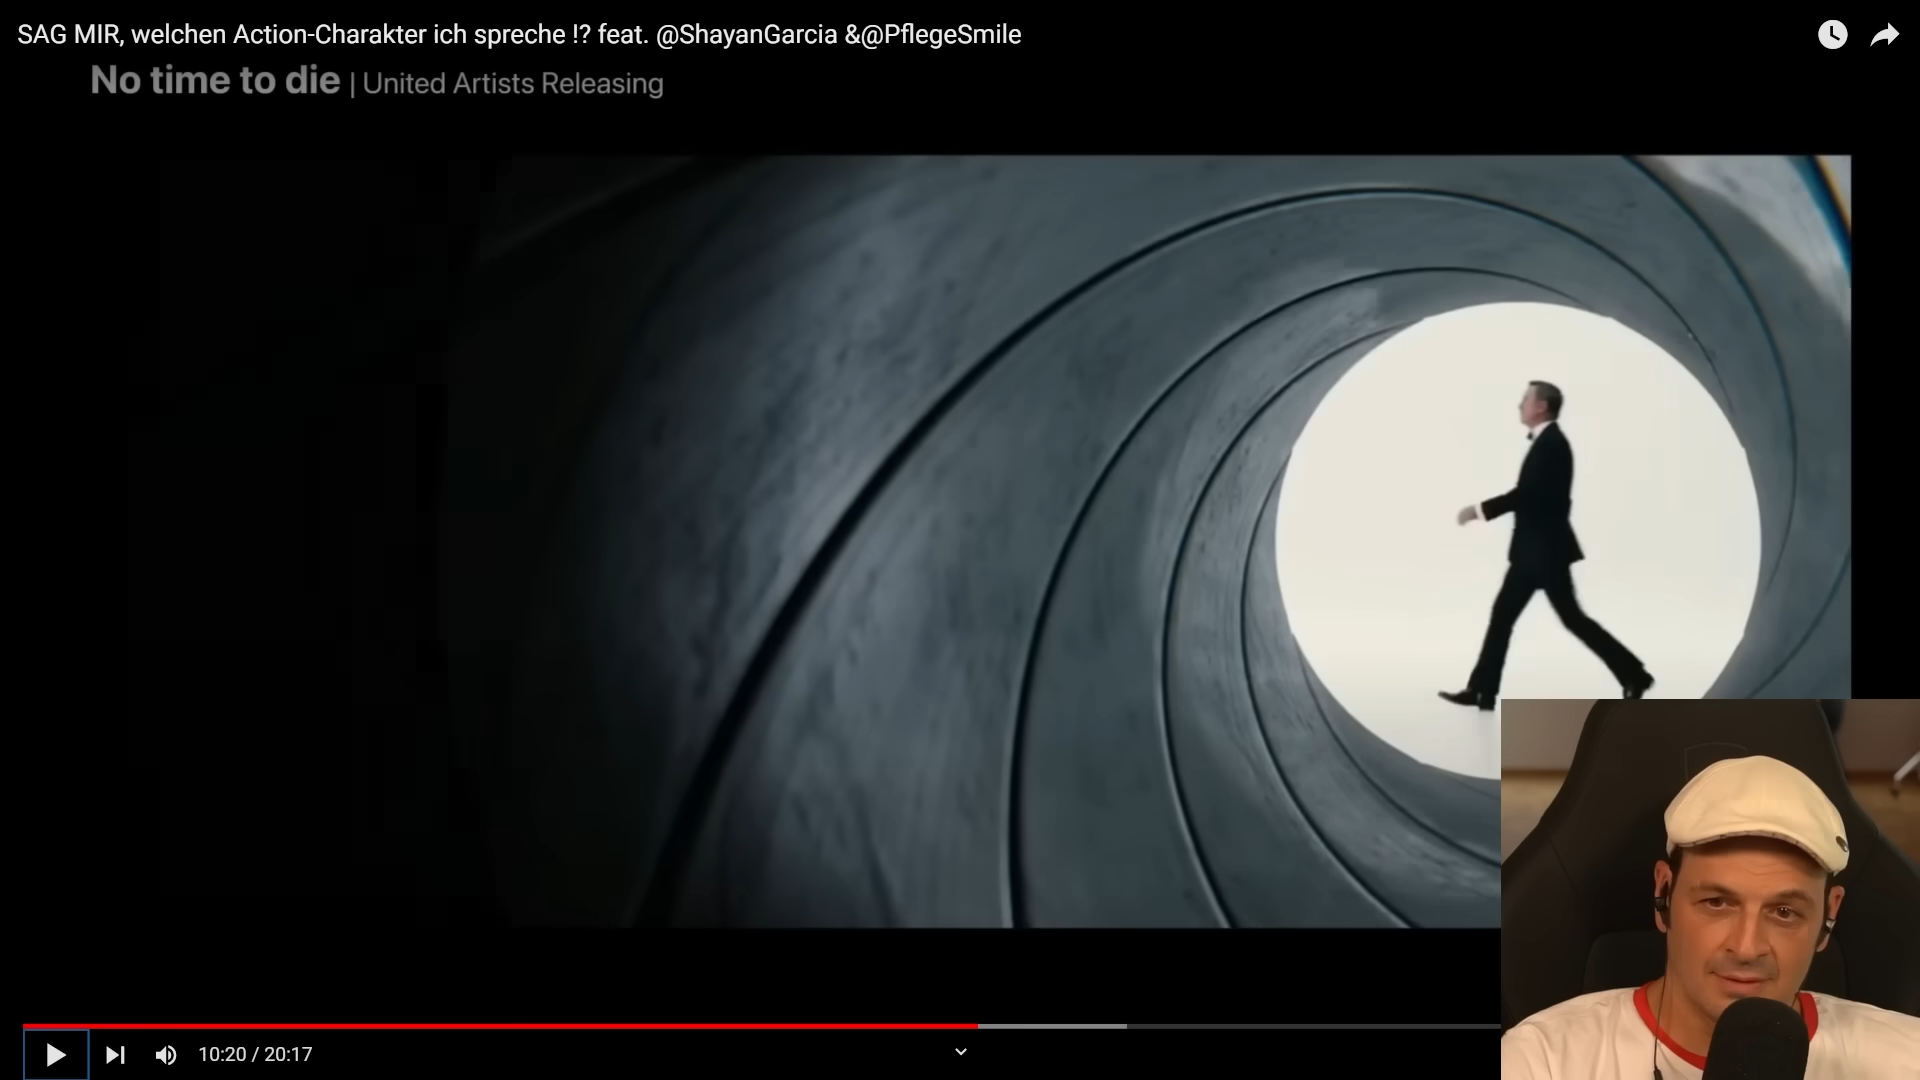 SAG MIR, welchen Action-Charakter ich spreche !? feat. @ShayanGarcia &@PflegeSmile
No time to die | United Artists Releasing
10:20 / 20:17